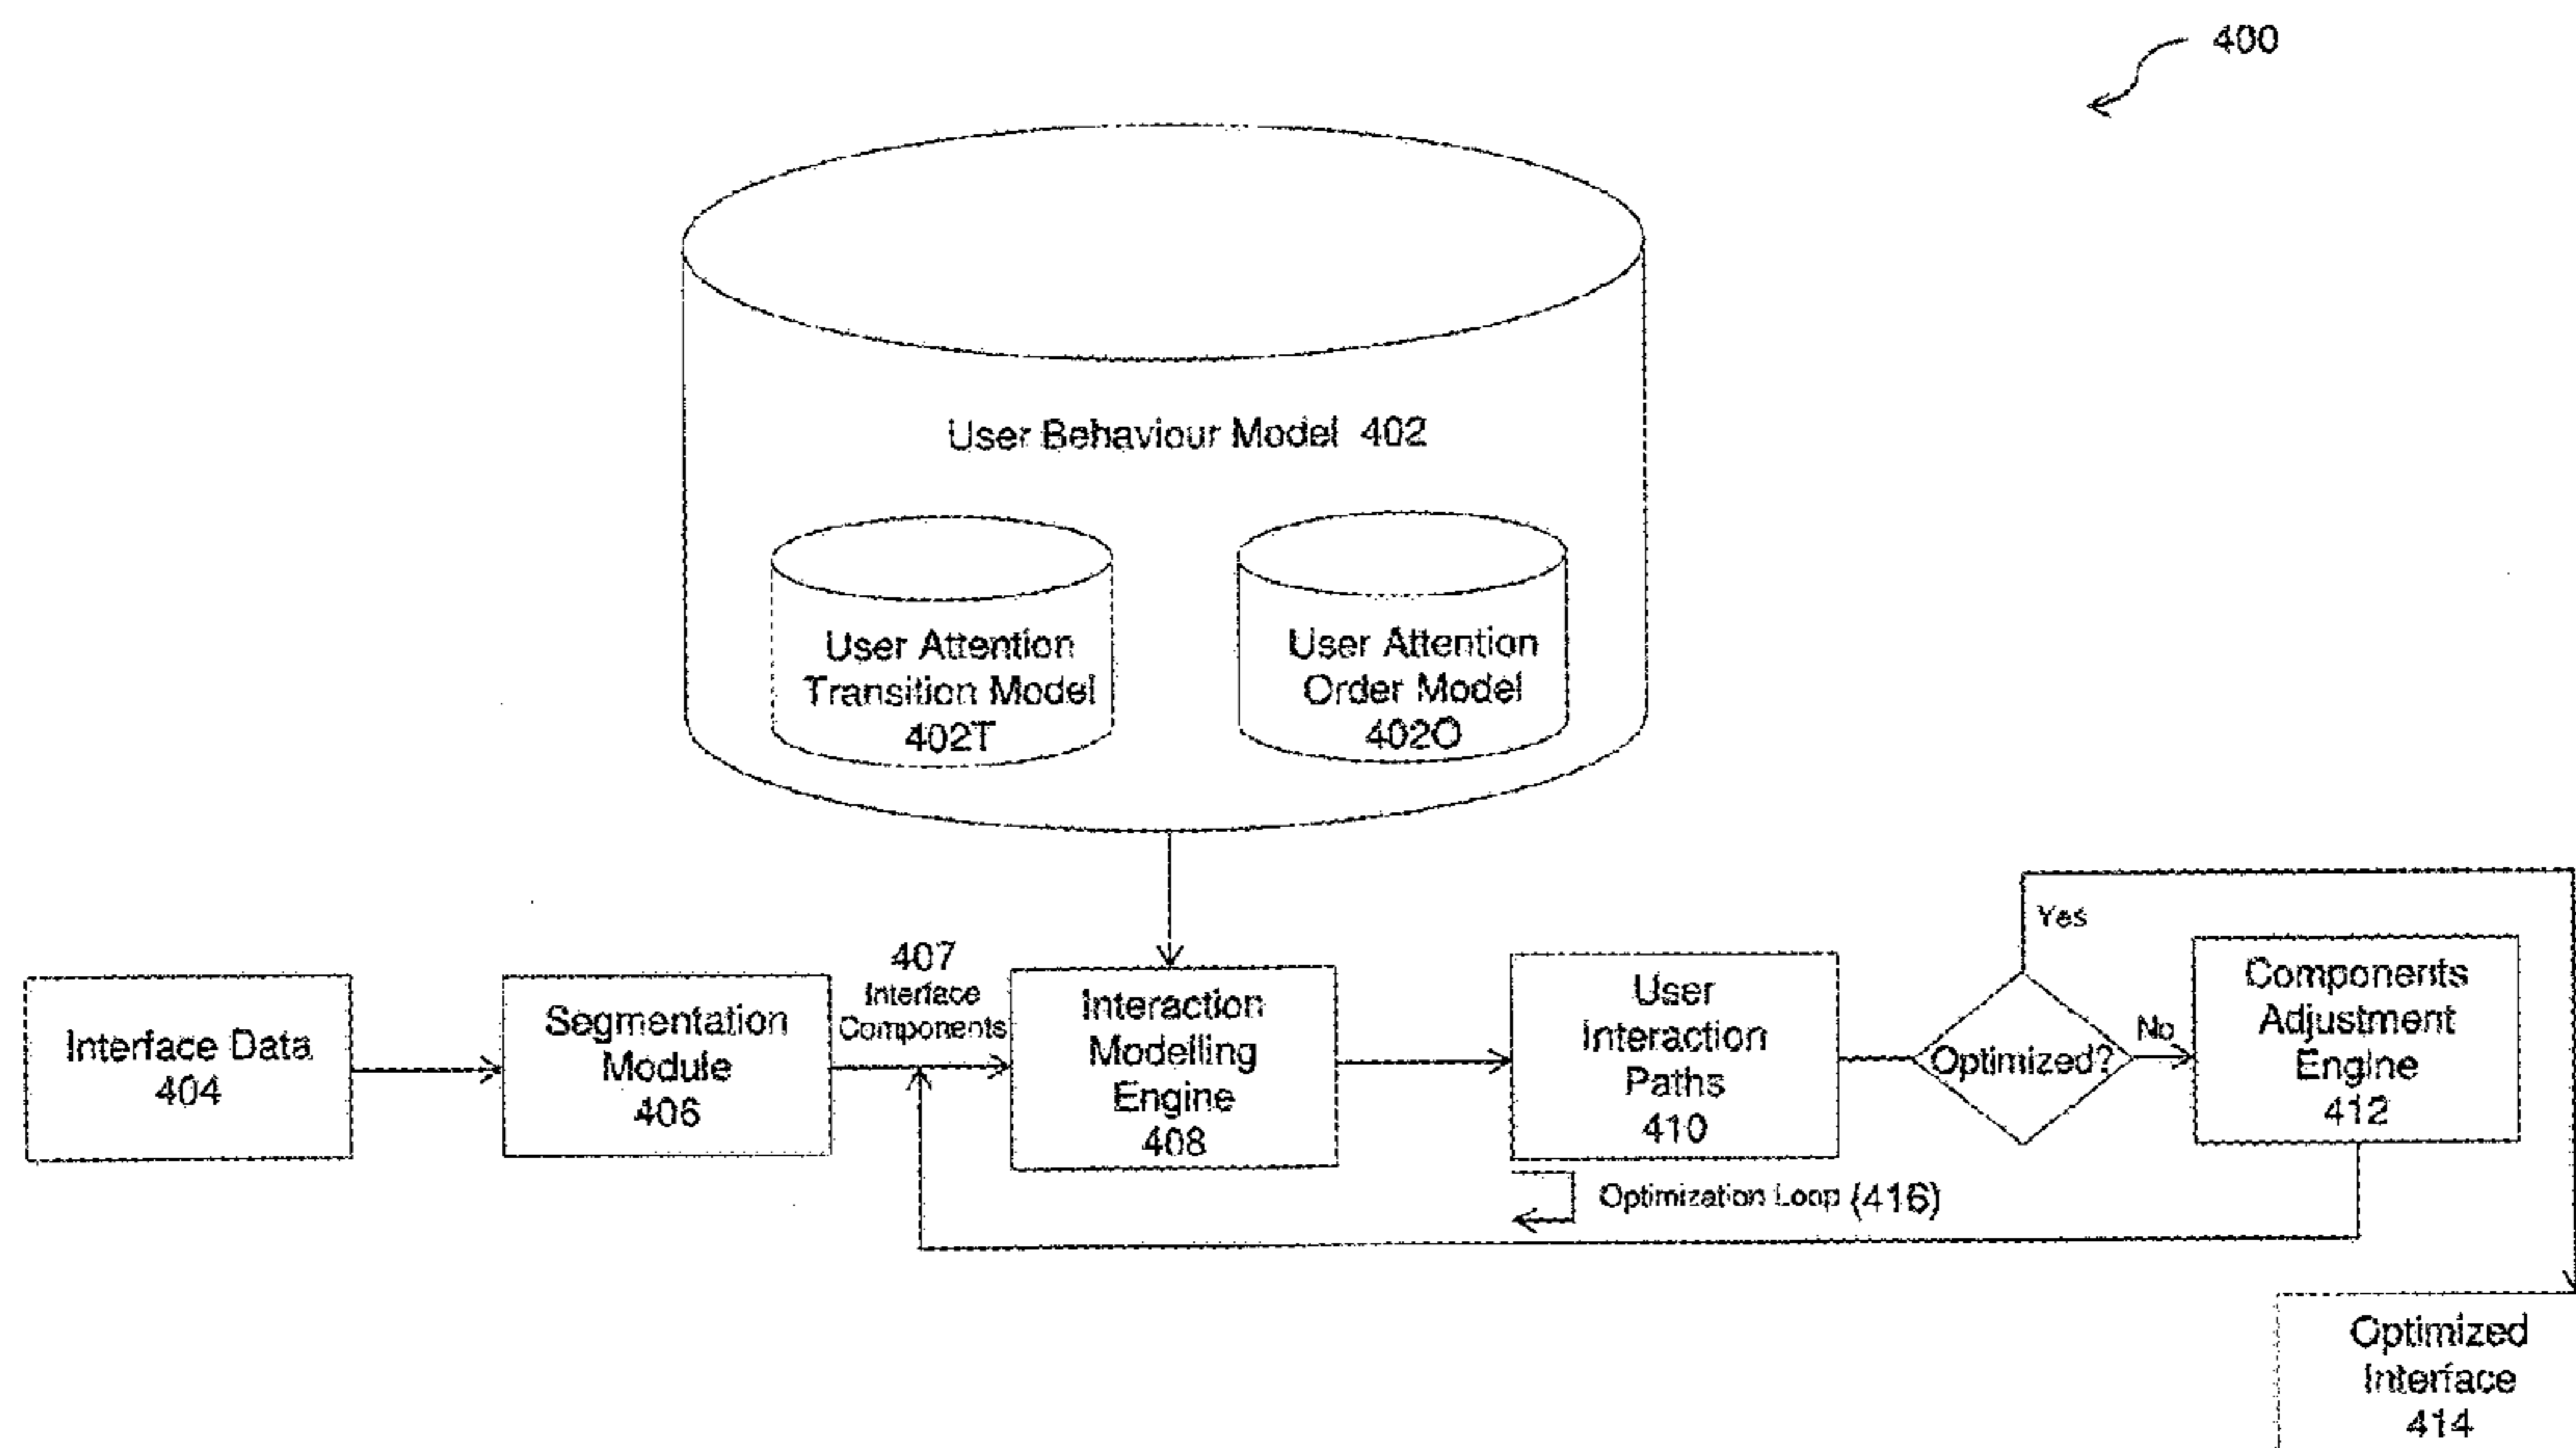 400
User Behaviour Model 402
User Attention
Transition Model
402T
User Attention
Order Model
402O
Interface Data
404
Segmentation
Module
406
407
Interface
Components
Interaction
Modelling
Engine
408
User
Interaction
Paths
410
Optimized?
Yes
No
Components
Adjustment
Engine
412
Optimization Loop (416)
Optimized
Interface
414